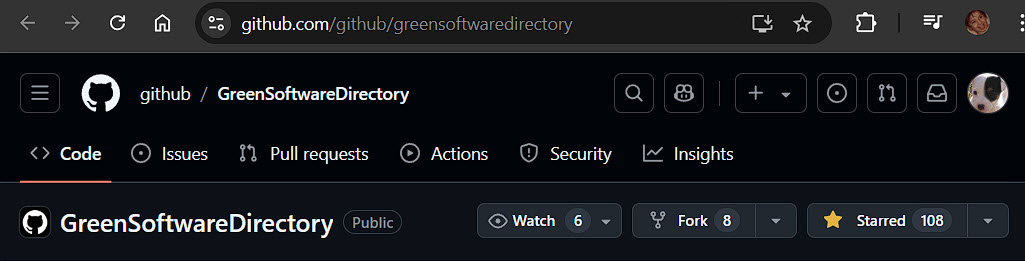 github.com/github/greensoftwaredirectory
github / GreenSoftwareDirectory
Code Issues Pull requests Actions Security Insights
GreenSoftwareDirectory Public Watch 6 Fork 8 Starred 108